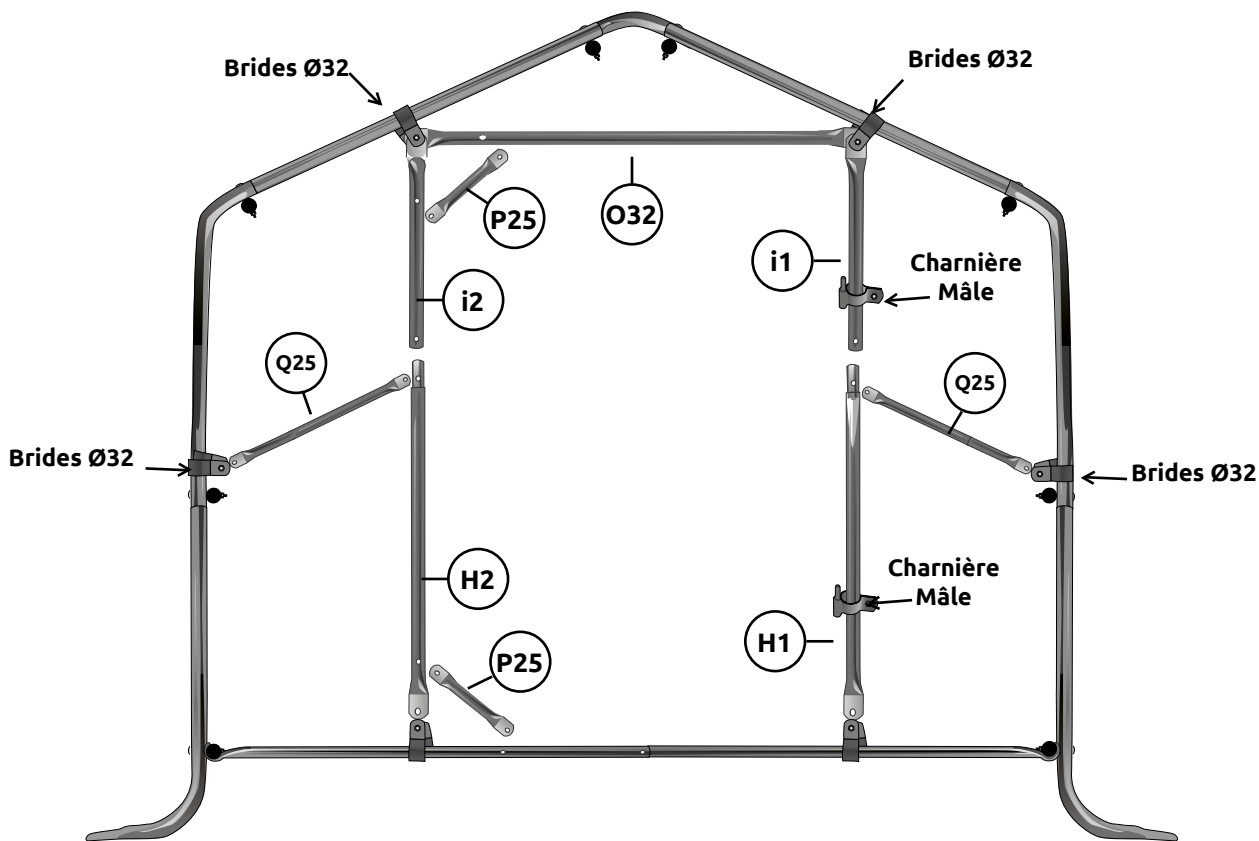 Brides Ø32
Brides Ø32
P25
O32
i1
Charnière
Mâle
i2
Q25
Q25
Brides Ø32
Brides Ø32
H2
Charnière
Mâle
H1
P25